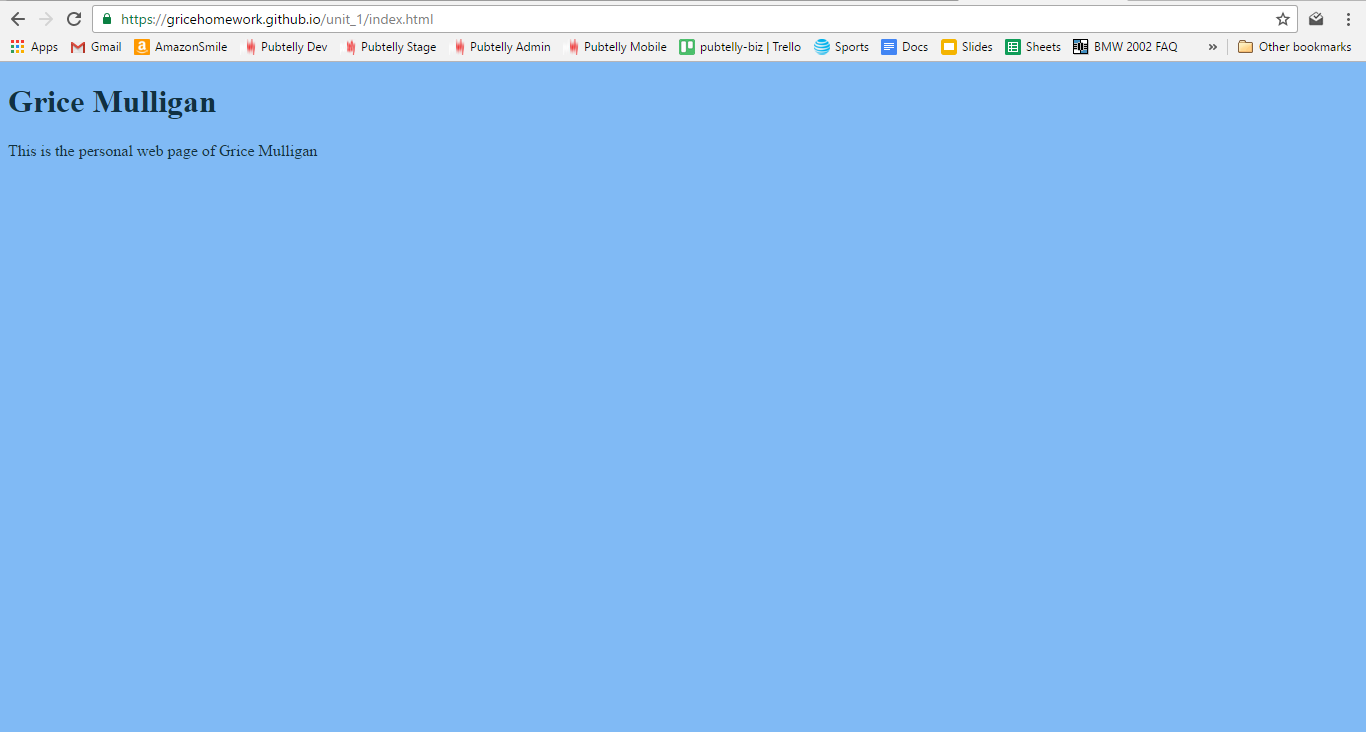 https://gricehomework.github.io/unit_1/index.html
Apps Gmail AmazonSmile Pubtelly Dev Pubtelly Stage Pubtelly Admin Pubtelly Mobile pubtelly-biz | Trello Sports Docs Slides Sheets BMW 2002 FAQ » Other bookmarks
Grice Mulligan
This is the personal web page of Grice Mulligan